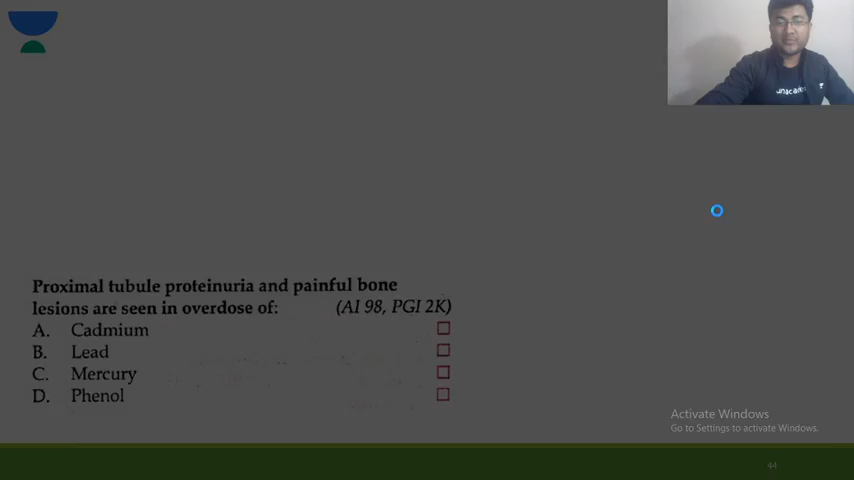 Proximal tubule proteinuria and painful bone
lesions are seen in overdose of: (AI 98, PGI 2K)
A. Cadmium
B. Lead
C. Mercury
D. Phenol
Activate Windows
Go to Settings to activate Windows.
44